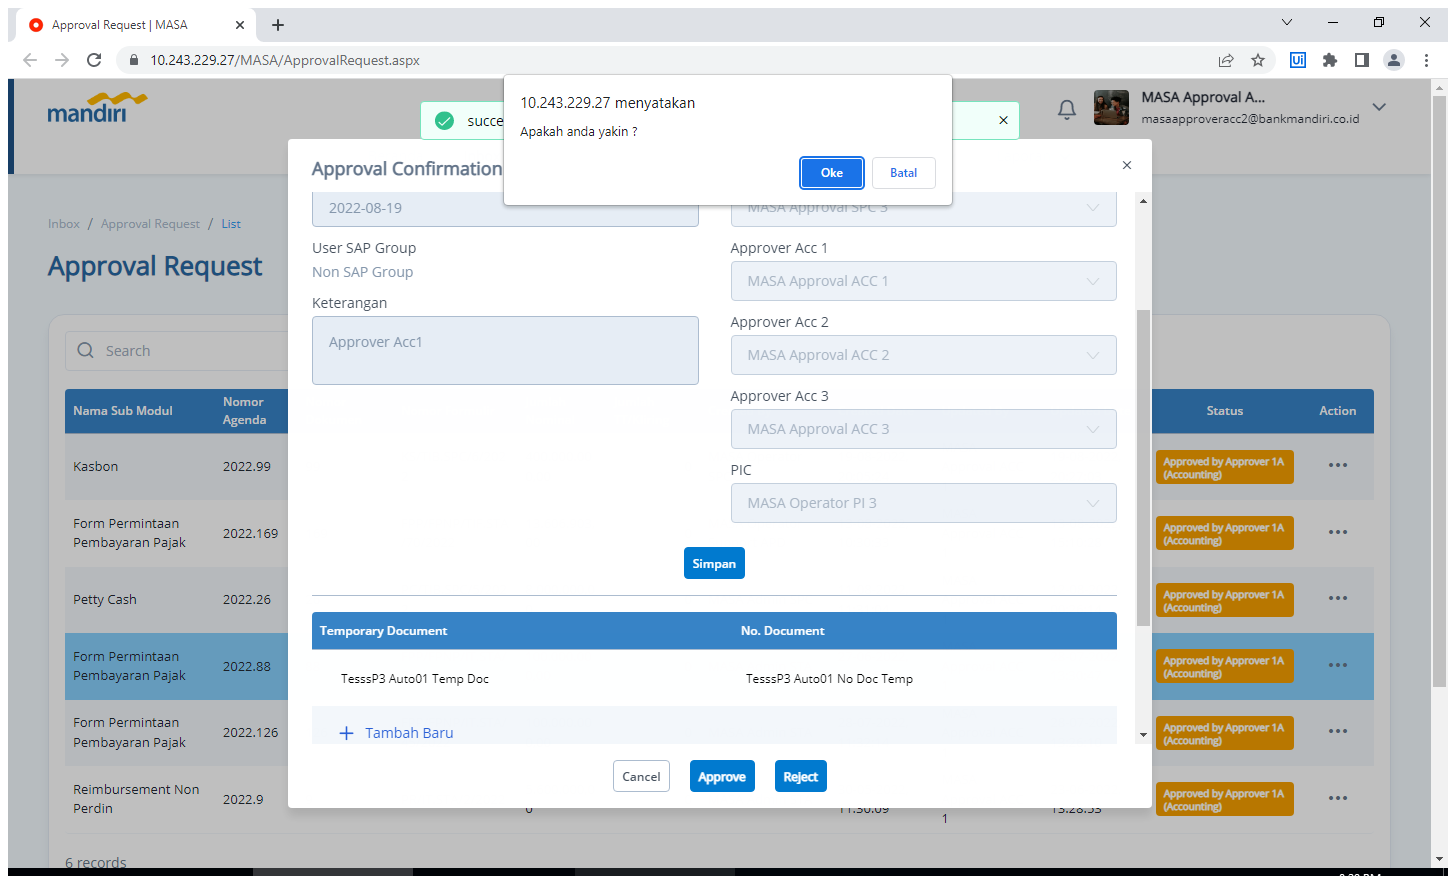 Approval Request | MASA
10.243.229.27/MASA/ApprovalRequest.aspx
Ui
mandiri
succe
10.243.229.27 menyatakan
Apakah anda yakin ?
Oke
Batal
MASA Approval A...
masaapproveracc2@bankmandiri.co.id
Inbox / Approval Request / List
Approval Request
Search
Nama Sub Modul
Nomor
Agenda
Status
Action
Kasbon
2022.99
Approved by Approver 1A
(Accounting)
Form Permintaan
Pembayaran Pajak
2022.169
Approved by Approver 1A
(Accounting)
Petty Cash
2022.26
Approved by Approver 1A
(Accounting)
Form Permintaan
Pembayaran Pajak
2022.88
Approved by Approver 1A
(Accounting)
Form Permintaan
Pembayaran Pajak
2022.126
Approved by Approver 1A
(Accounting)
Reimbursement Non
Perdin
2022.9
0
11:30:09
1
13:28:53
Approved by Approver 1A
(Accounting)
6 records
Approval Confirmation
2022-08-19
User SAP Group
Non SAP Group
Keterangan
Approver Acc1
MASA Approval SPC 3
Approver Acc 1
MASA Approval ACC 1
Approver Acc 2
MASA Approval ACC 2
Approver Acc 3
MASA Approval ACC 3
PIC
MASA Operator PI 3
Simpan
Temporary Document
No. Document
TesssP3 Auto01 Temp Doc
TesssP3 Auto01 No Doc Temp
+ Tambah Baru
Cancel
Approve
Reject